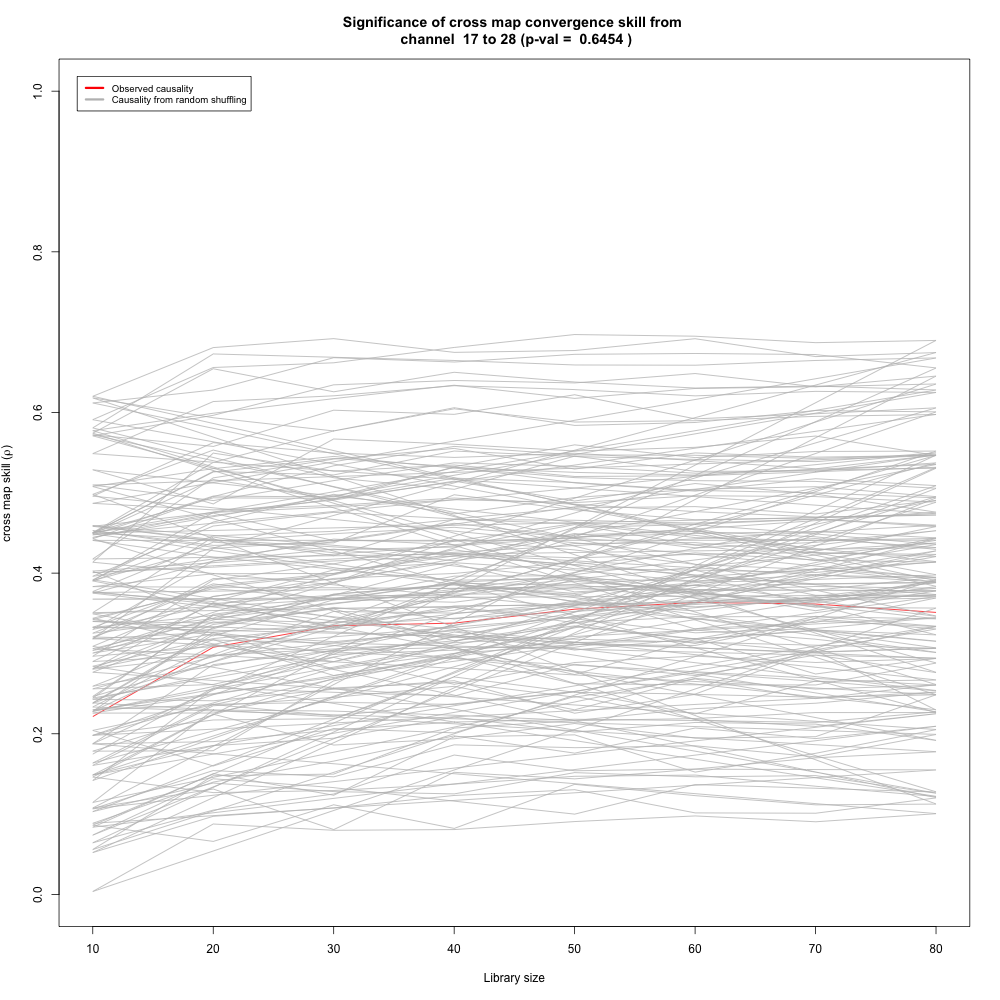 Significance of cross map convergence skill from
channel  17 to 28 (p-val =  0.6454 )
Observed causality
Causality from random shuffling
1.0
0.8
0.6
0.4
0.2
0.0
cross map skill (ρ)
10 20 30 40 50 60 70 80
Library size